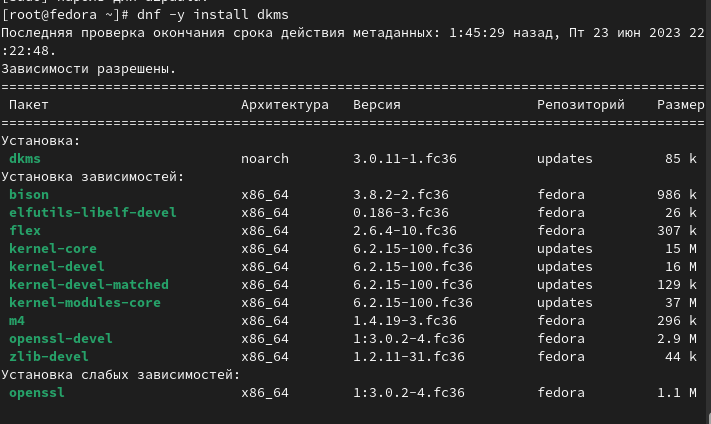 [root@fedora ~]# dnf -y install dkms
Последняя проверка окончания срока действия метаданных: 1:45:29 назад, Пт 23 июн 2023 22
:22:48.
Зависимости разрешены.
================================================================================
Пакет Архитектура Версия Репозиторий Размер
================================================================================
Установка:
dkms noarch 3.0.11-1.fc36 updates 85 k
Установка зависимостей:
bison x86_64 3.8.2-2.fc36 fedora 986 k
elfutils-libelf-devel x86_64 0.186-3.fc36 fedora 26 k
flex x86_64 2.6.4-10.fc36 fedora 307 k
kernel-core x86_64 6.2.15-100.fc36 updates 15 M
kernel-devel x86_64 6.2.15-100.fc36 updates 16 M
kernel-devel-matched x86_64 6.2.15-100.fc36 updates 129 k
kernel-modules-core x86_64 6.2.15-100.fc36 updates 37 M
m4 x86_64 1.4.19-3.fc36 fedora 296 k
openssl-devel x86_64 1:3.0.2-4.fc36 fedora 2.9 M
zlib-devel x86_64 1.2.11-31.fc36 fedora 44 k
Установка слабых зависимостей:
openssl x86_64 1:3.0.2-4.fc36 fedora 1.1 M